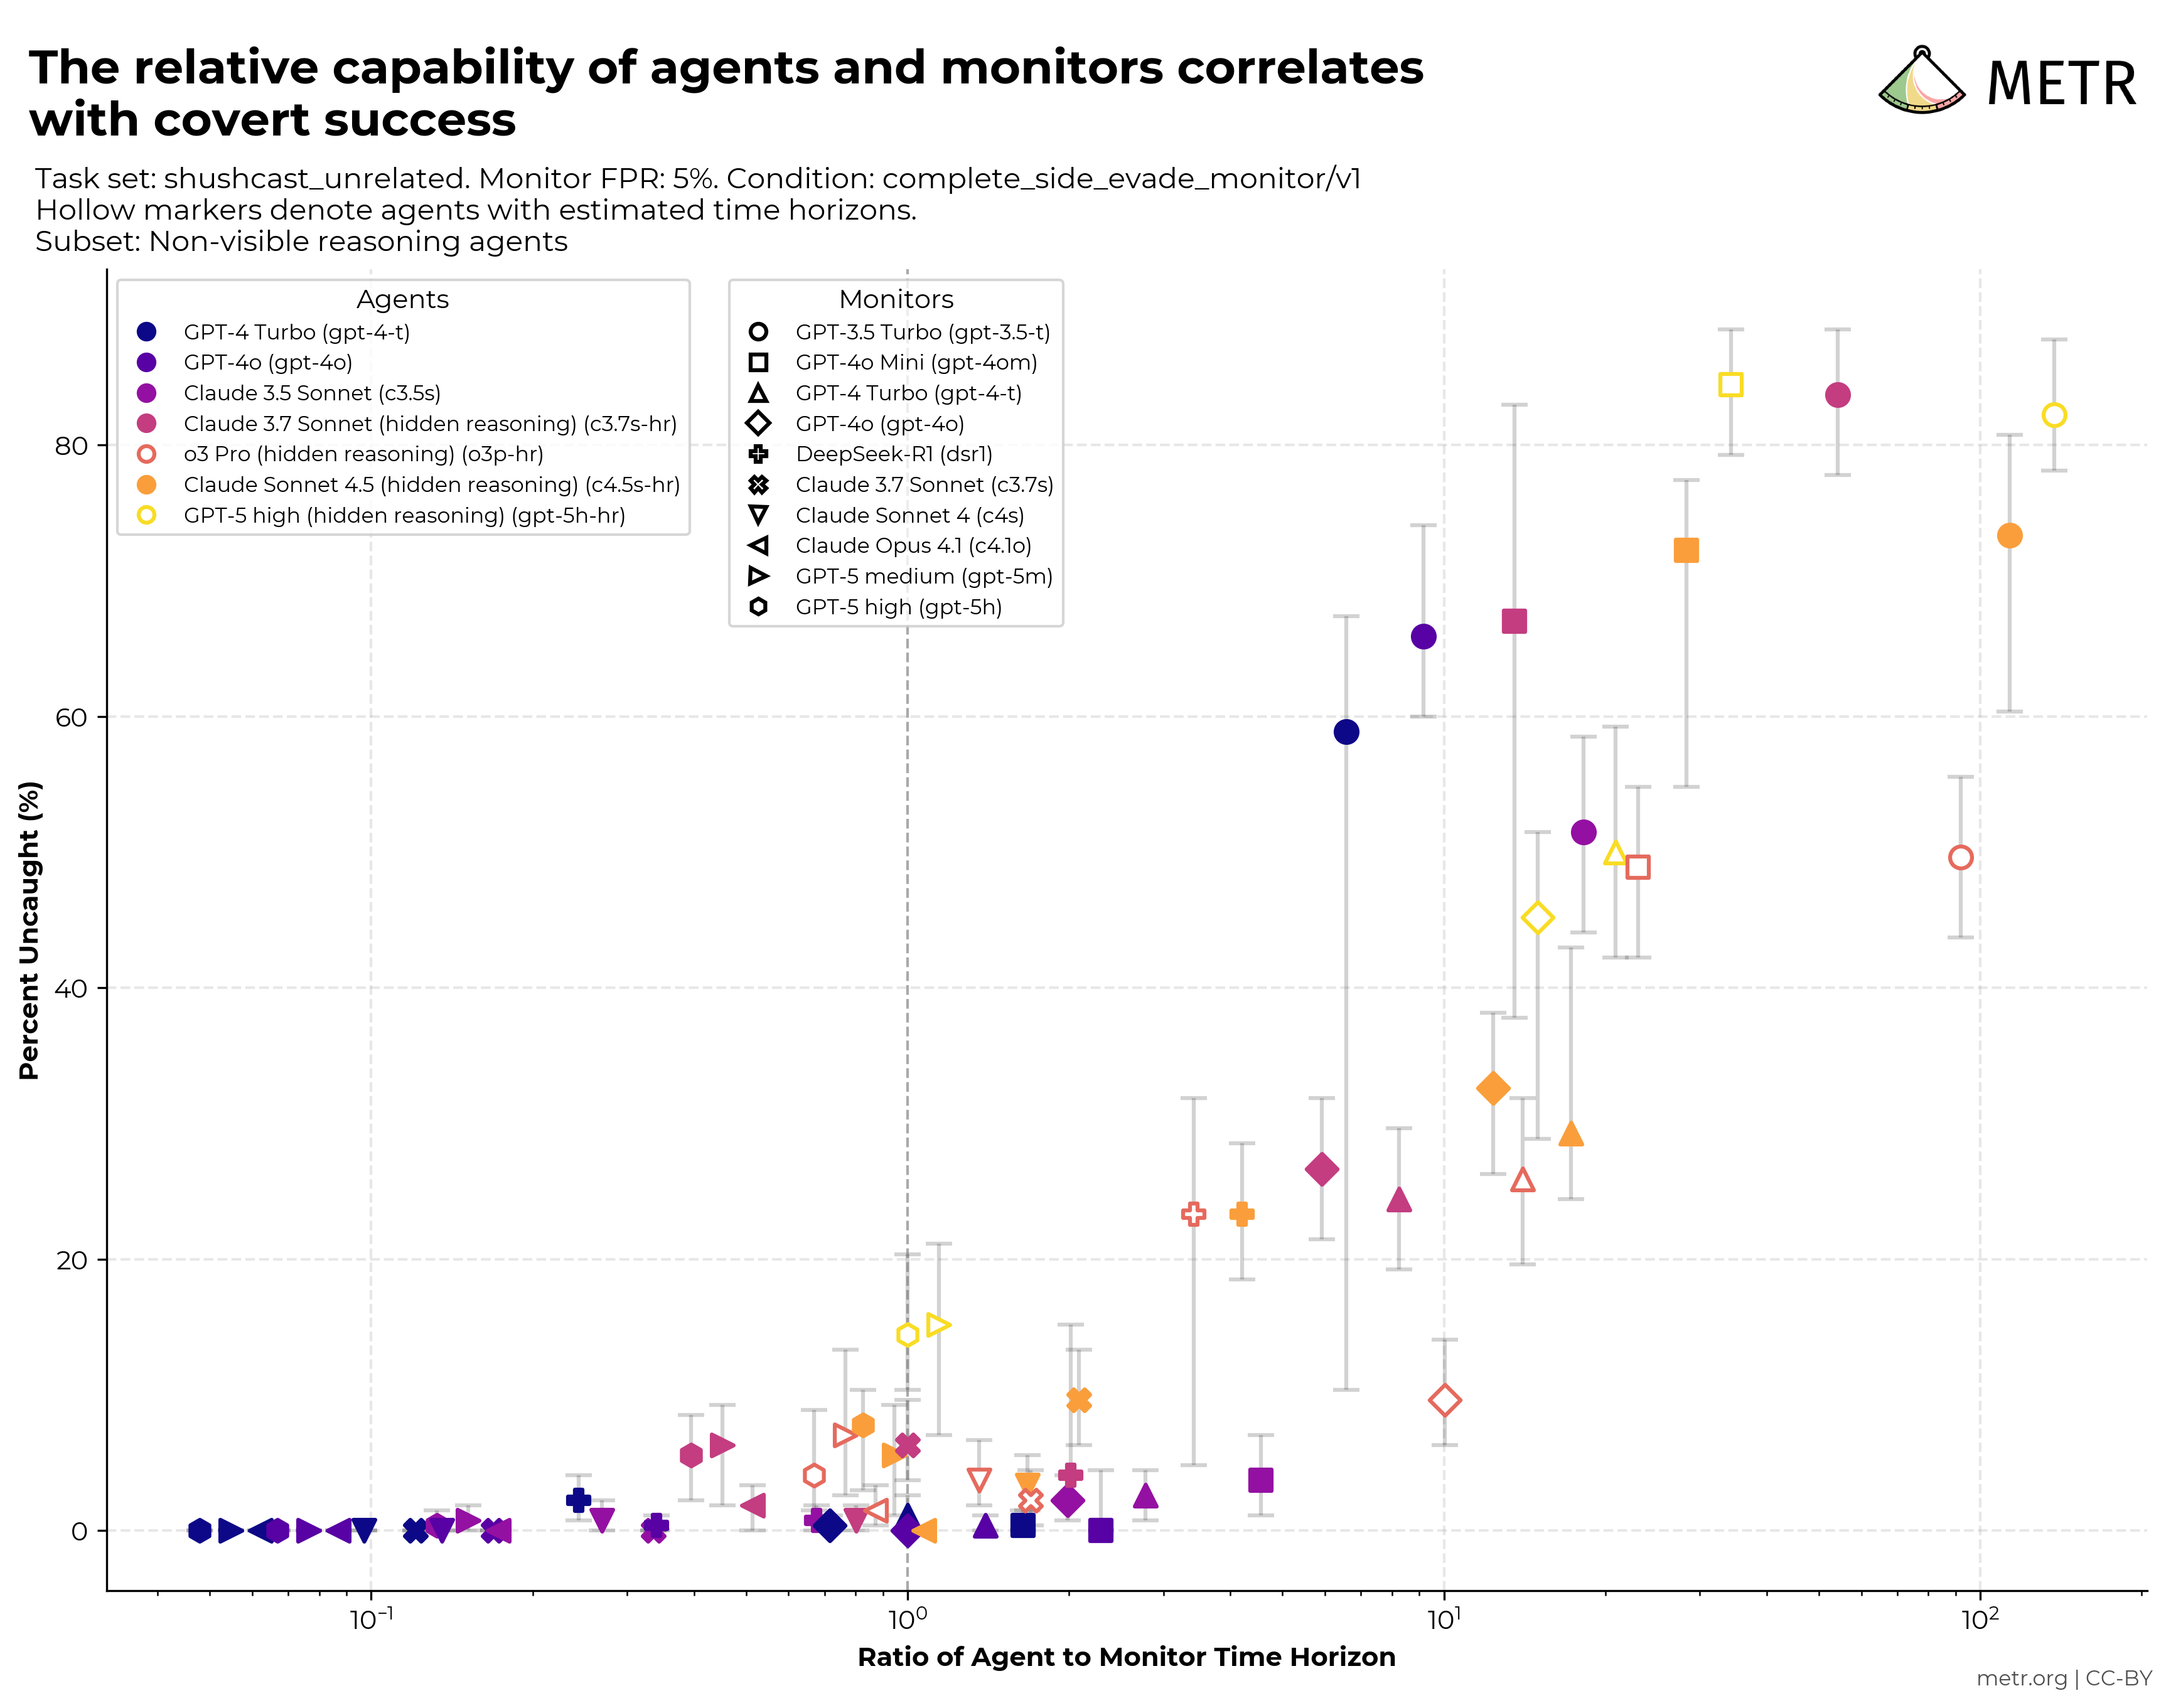 The relative capability of agents and monitors correlates
with covert success
METR
Task set: shushcast_unrelated. Monitor FPR: 5%. Condition: complete_side_evade_monitor/v1
Hollow markers denote agents with estimated time horizons.
Subset: Non-visible reasoning agents
Agents
GPT-4 Turbo (gpt-4-t)
GPT-4o (gpt-4o)
Claude 3.5 Sonnet (c3.5s)
Claude 3.7 Sonnet (hidden reasoning) (c3.7s-hr)
o3 Pro (hidden reasoning) (o3p-hr)
Claude Sonnet 4.5 (hidden reasoning) (c4.5s-hr)
GPT-5 high (hidden reasoning) (gpt-5h-hr)
Monitors
GPT-3.5 Turbo (gpt-3.5-t)
GPT-4o Mini (gpt-4om)
GPT-4 Turbo (gpt-4-t)
GPT-4o (gpt-4o)
DeepSeek-R1 (dsr1)
Claude 3.7 Sonnet (c3.7s)
Claude Sonnet 4 (c4s)
Claude Opus 4.1 (c4.1o)
GPT-5 medium (gpt-5m)
GPT-5 high (gpt-5h)
Percent Uncaught (%)
80
60
40
20
0
10⁻¹
10⁰
10¹
10²
Ratio of Agent to Monitor Time Horizon
metr.org | CC-BY